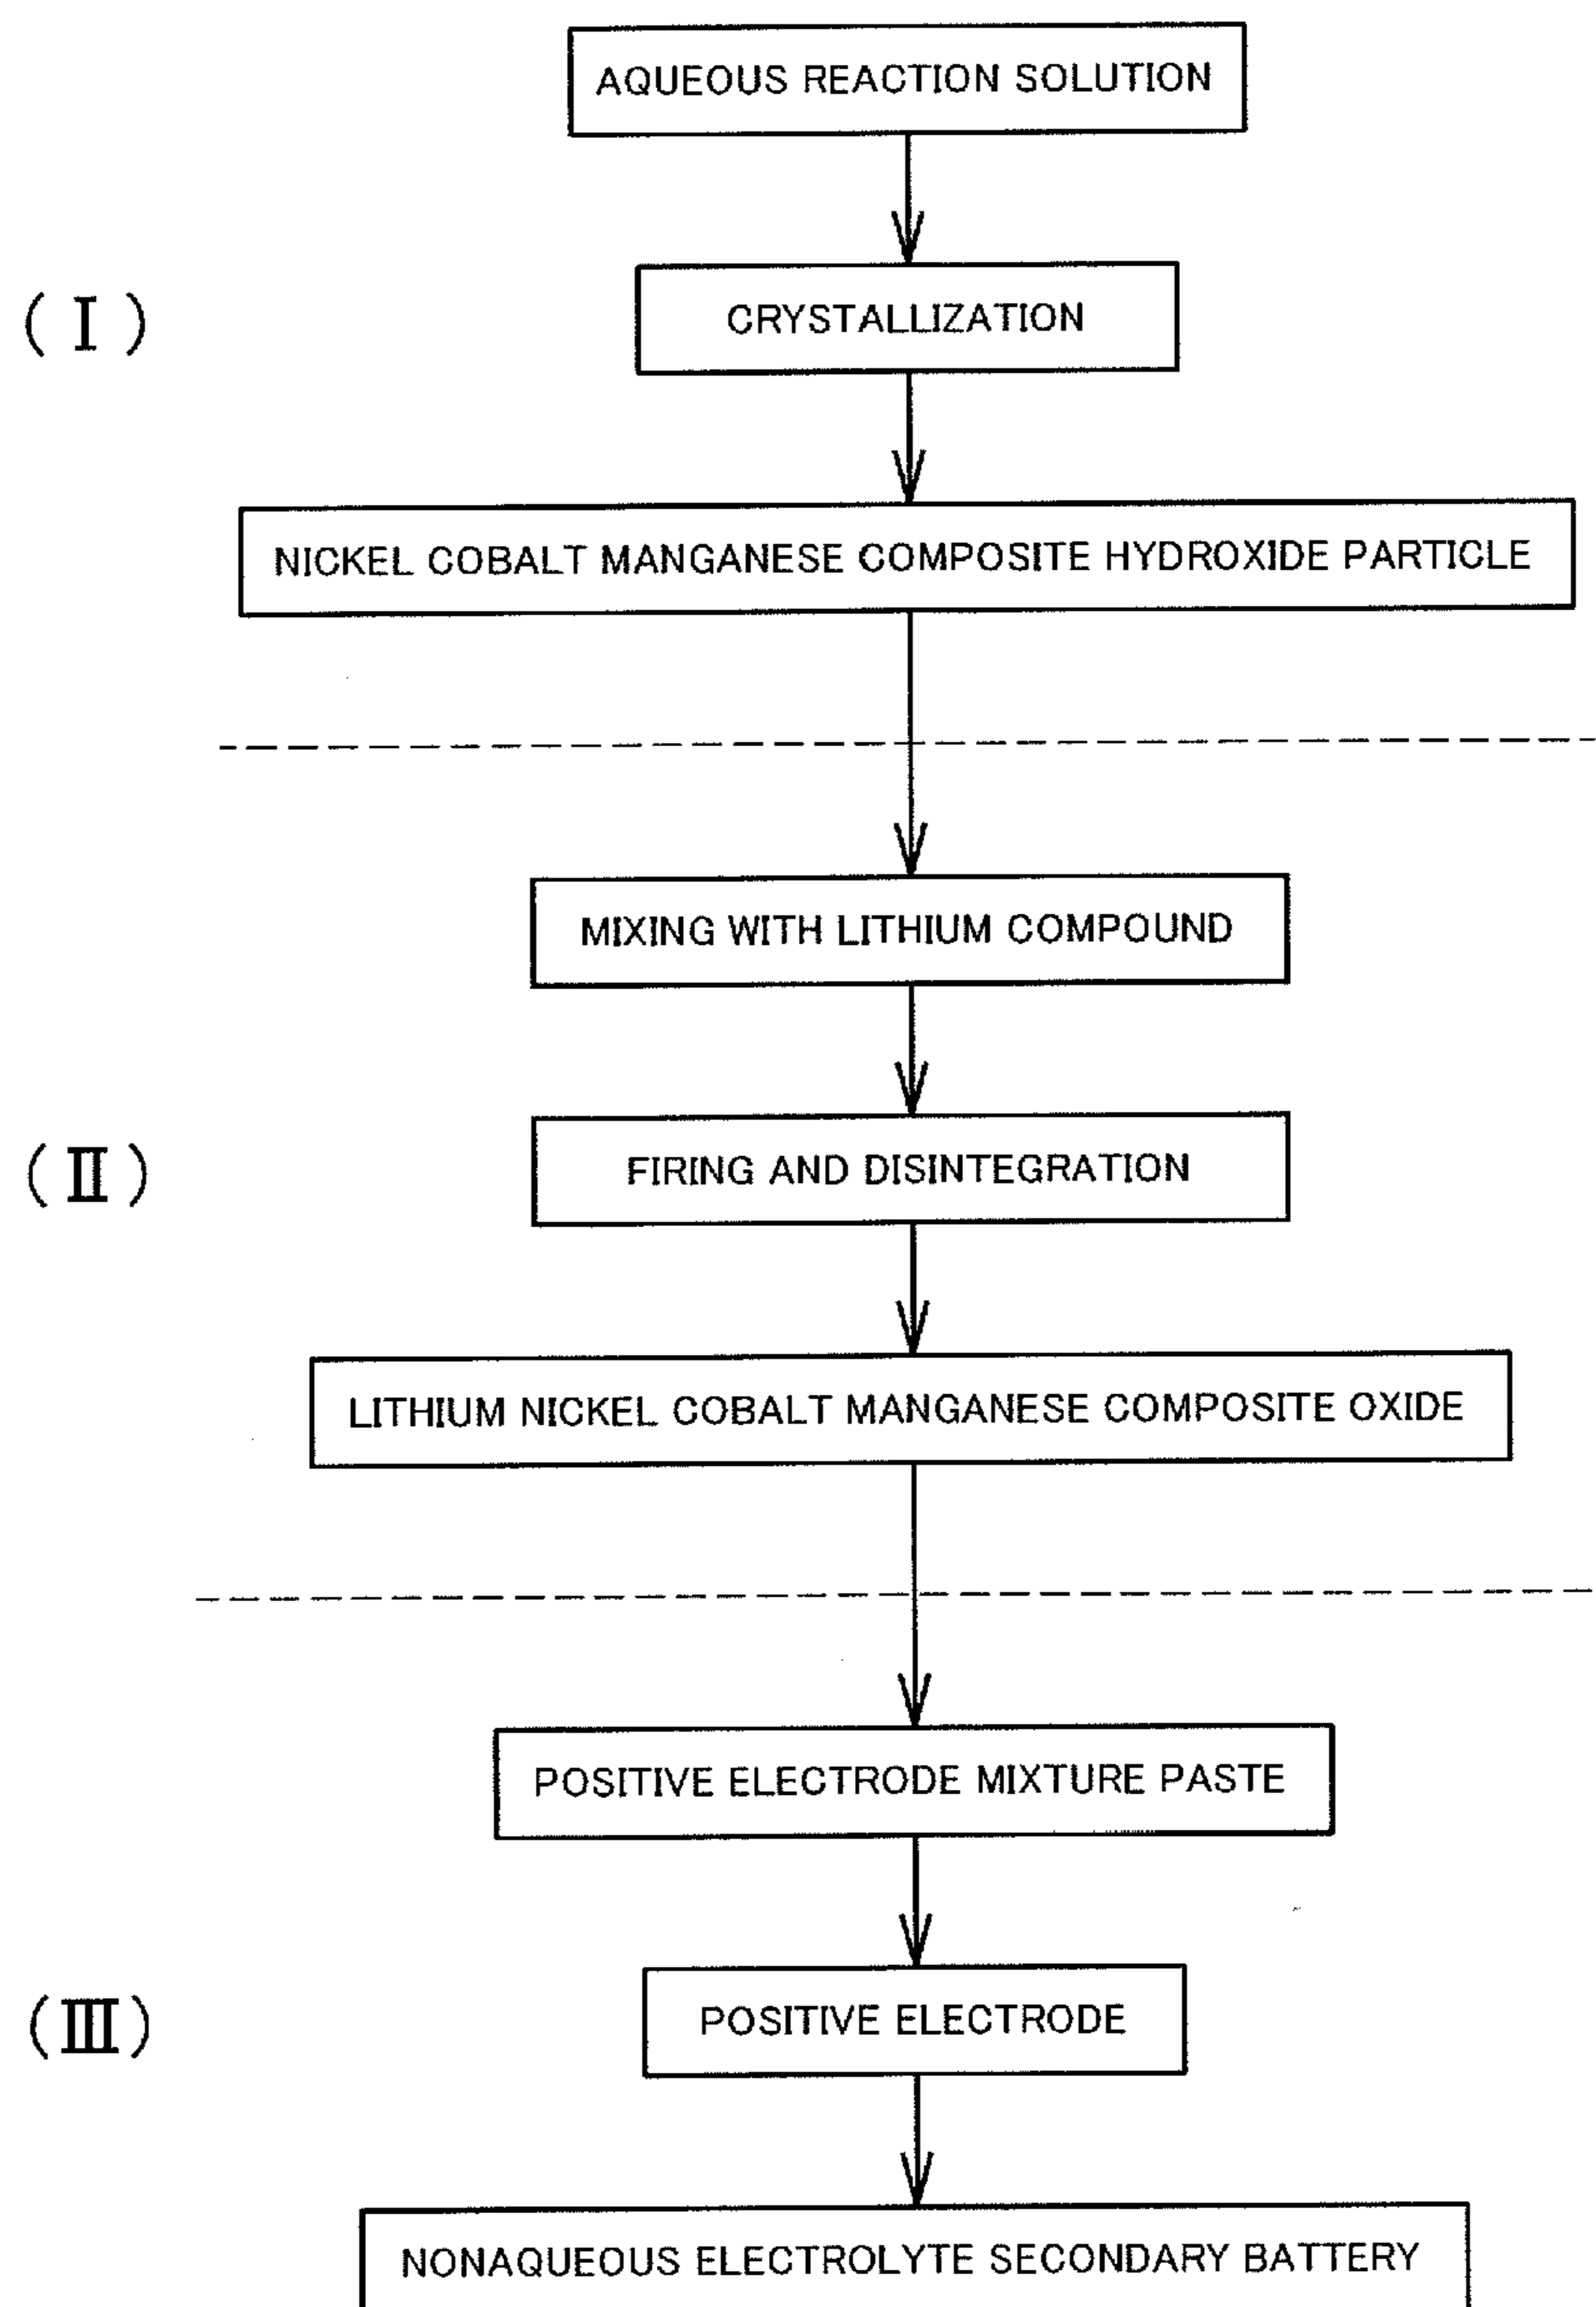 AQUEOUS REACTION SOLUTION
(Ⅰ)
CRYSTALLIZATION
NICKEL COBALT MANGANESE COMPOSITE HYDROXIDE PARTICLE
MIXING WITH LITHIUM COMPOUND
(Ⅱ)
FIRING AND DISINTEGRATION
LITHIUM NICKEL COBALT MANGANESE COMPOSITE OXIDE
POSITIVE ELECTRODE MIXTURE PASTE
(Ⅲ)
POSITIVE ELECTRODE
NONAQUEOUS ELECTROLYTE SECONDARY BATTERY